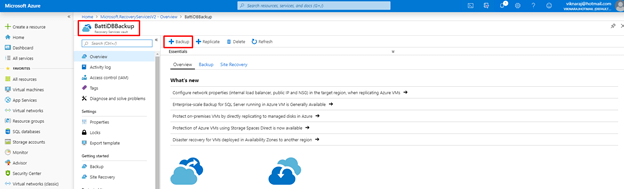 Microsoft Azure
Search resources, services, and docs
viknaraj@hotmail.com
Home > Microsoft.RecoveryServicesV2 - Overview > BattiDBBackup
Create a resource
Home
Dashboard
All services
FAVORITES
All resources
Virtual machines
App Services
Virtual networks
Resource groups
SQL databases
Storage accounts
Monitor
Advisor
Security Center
Virtual networks (classic)
BattiDBBackup
Recovery Services vault
Search (Ctrl+/)
Overview
Activity log
Access control (IAM)
Tags
Diagnose and solve problems
Settings
Properties
Locks
Export template
Getting started
Backup
Site Recovery
Backup
Replicate
Delete
Refresh
Essentials
Overview
Backup
Site Recovery
What's new
Configure network properties (internal load balancer, public IP and NSG) in the target region, when replicating Azure VMs →
Enterprise-scale Backup for SQL Server running in Azure VM is Generally Available →
Protect on-premises VMs by directly replicating to managed disks in Azure →
Protection of Azure VMs using Storage Spaces Direct is now available →
Disaster recovery for VMs deployed in Availability Zones to another region →